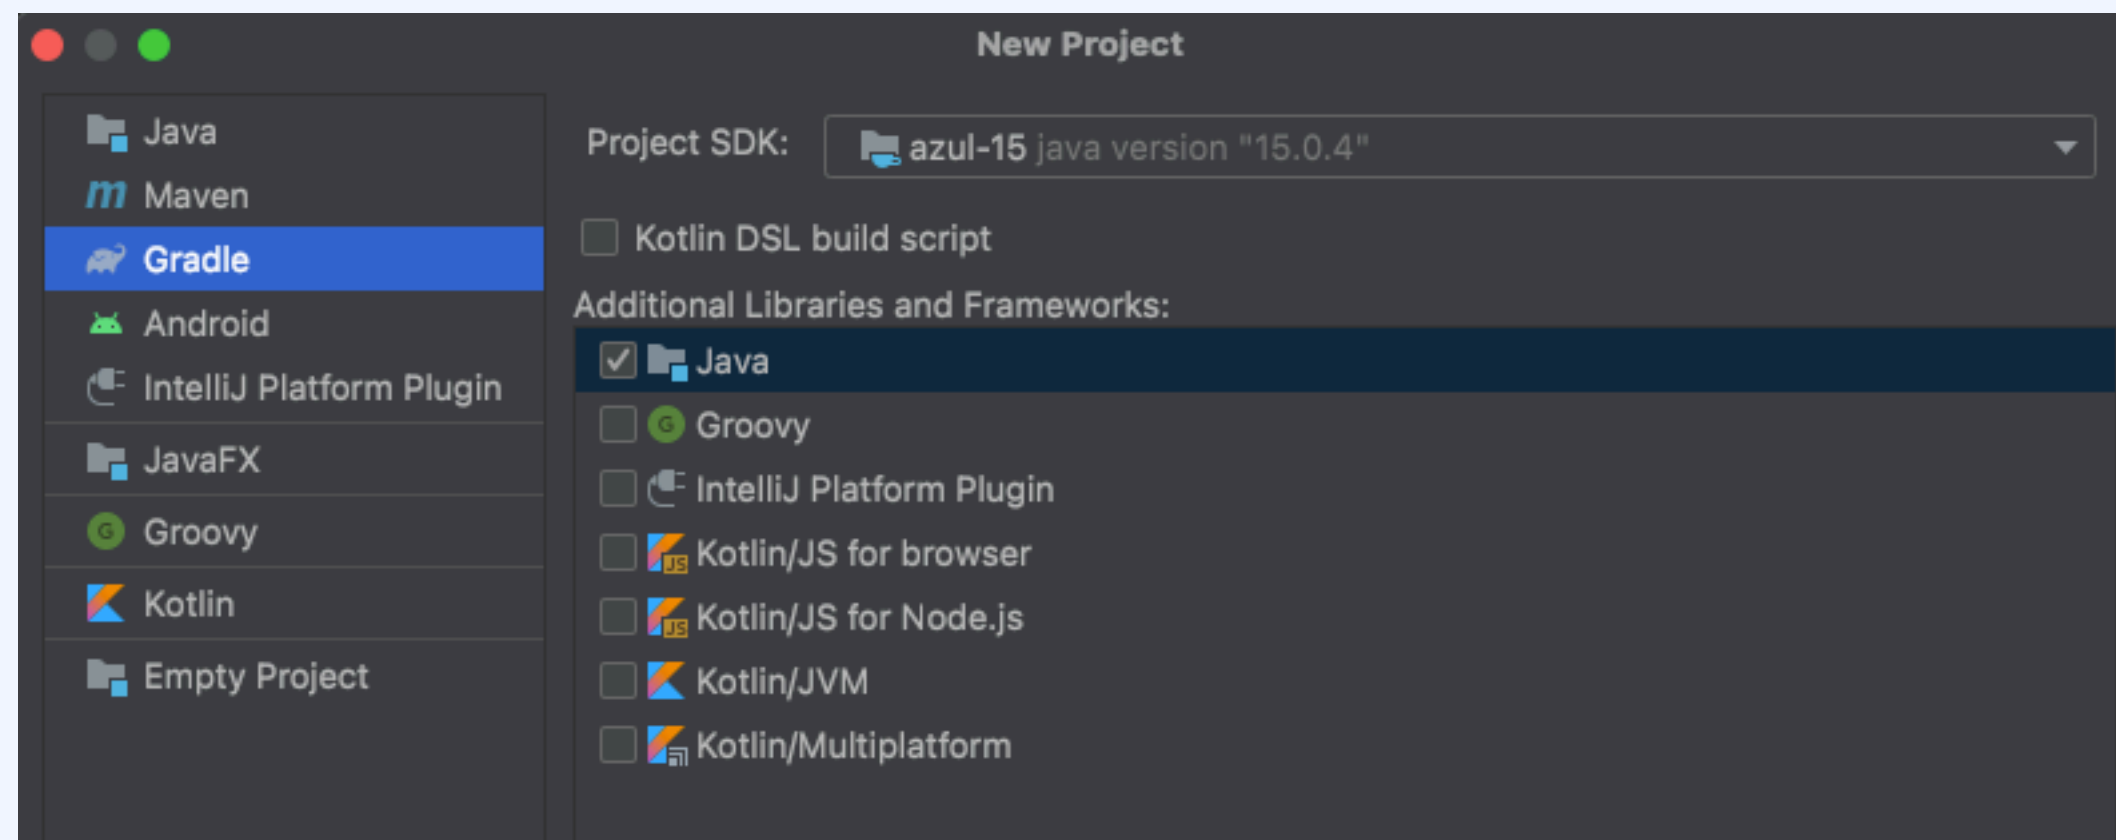 New Project
Java
Maven
Gradle
Android
IntelliJ Platform Plugin
JavaFX
Groovy
Kotlin
Empty Project
Project SDK: azul-15 java version "15.0.4"
Kotlin DSL build script
Additional Libraries and Frameworks:
Java
G Groovy
IntelliJ Platform Plugin
JS Kotlin/JS for browser
JS Kotlin/JS for Node.js
Kotlin/JVM
Kotlin/Multiplatform